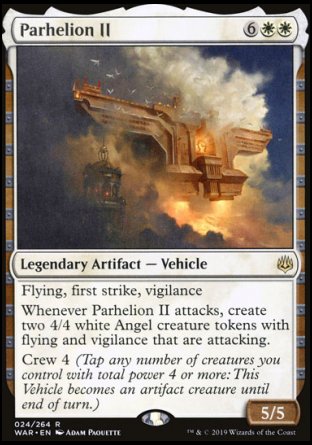 Parhelion II 6
Legendary Artifact — Vehicle
Flying, first strike, vigilance
Whenever Parhelion II attacks, create
two 4/4 white Angel creature tokens with
flying and vigilance that are attacking.
Crew 4 (Tap any number of creatures you
control with total power 4 or more: This
Vehicle becomes an artifact creature until
end of turn.)
5/5
024/264 R
WAR • EN ADAM PAQUETTE
™ & © 2019 Wizards of the Coast